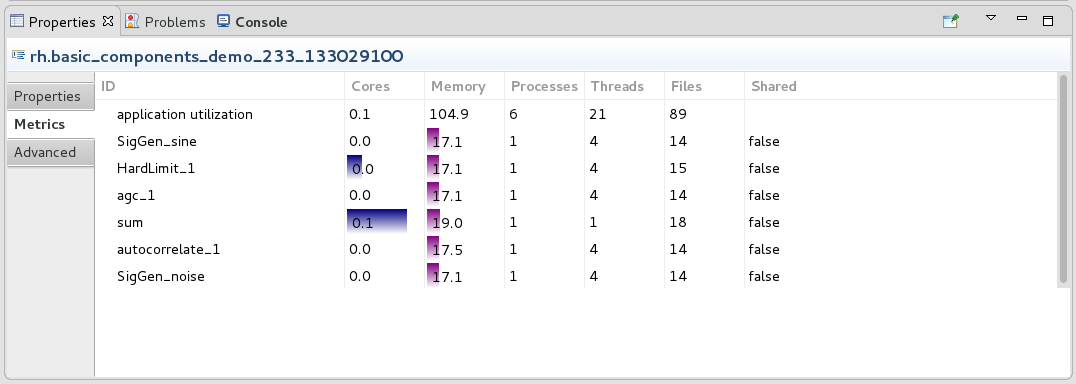 Properties Problems Console
rh.basic_components_demo_233_133029100
Properties
Metrics
Advanced
ID Cores Memory Processes Threads Files Shared
application utilization 0.1 104.9 6 21 89
SigGen_sine 0.0 17.1 1 4 14 false
HardLimit_1 0.0 17.1 1 4 15 false
agc_1 0.0 17.1 1 4 14 false
sum 0.1 19.0 1 1 18 false
autocorrelate_1 0.0 17.5 1 4 14 false
SigGen_noise 0.0 17.1 1 4 14 false